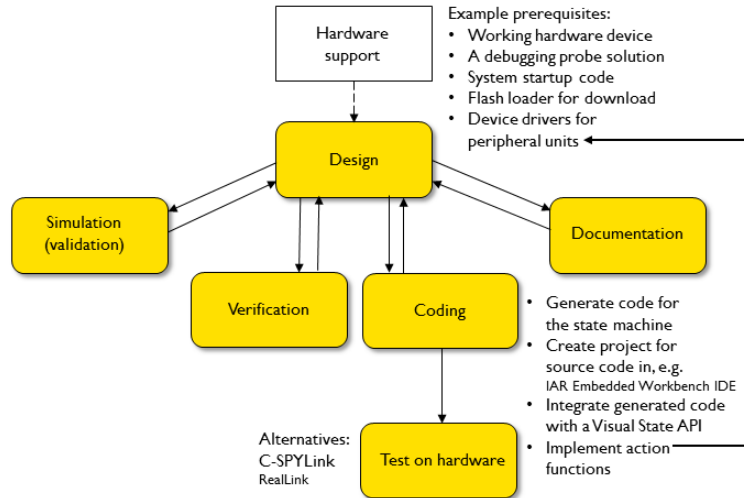 Hardware
support
Example prerequisites:
• Working hardware device
• A debugging probe solution
• System startup code
• Flash loader for download
• Device drivers for
peripheral units
Design
Simulation
(validation)
Documentation
Verification
Coding
• Generate code for
the state machine
• Create project for
source code in, e.g.
IAR Embedded Workbench IDE
• Integrate generated code
with a Visual State API
• Implement action
functions
Alternatives:
C-SPYLink
RealLink
Test on hardware